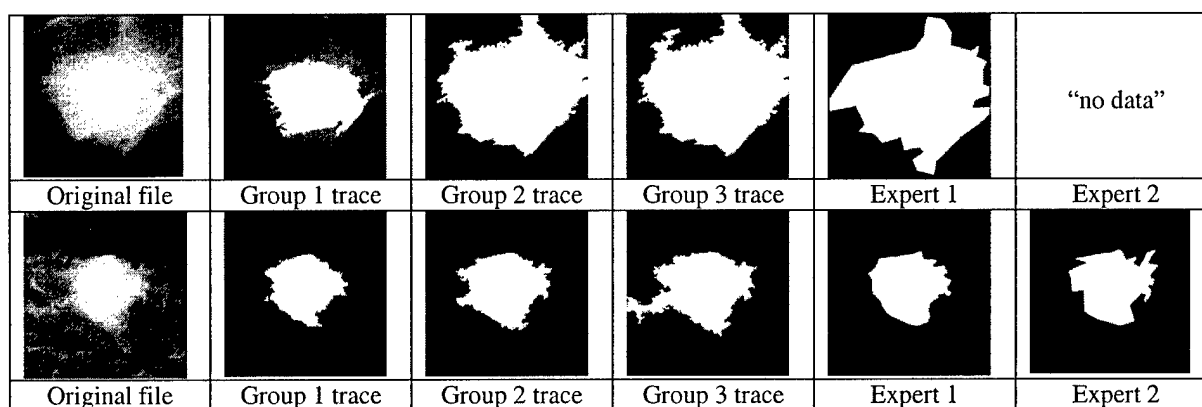 “no data”
Original file Group 1 trace Group 2 trace Group 3 trace Expert 1 Expert 2
Original file Group 1 trace Group 2 trace Group 3 trace Expert 1 Expert 2